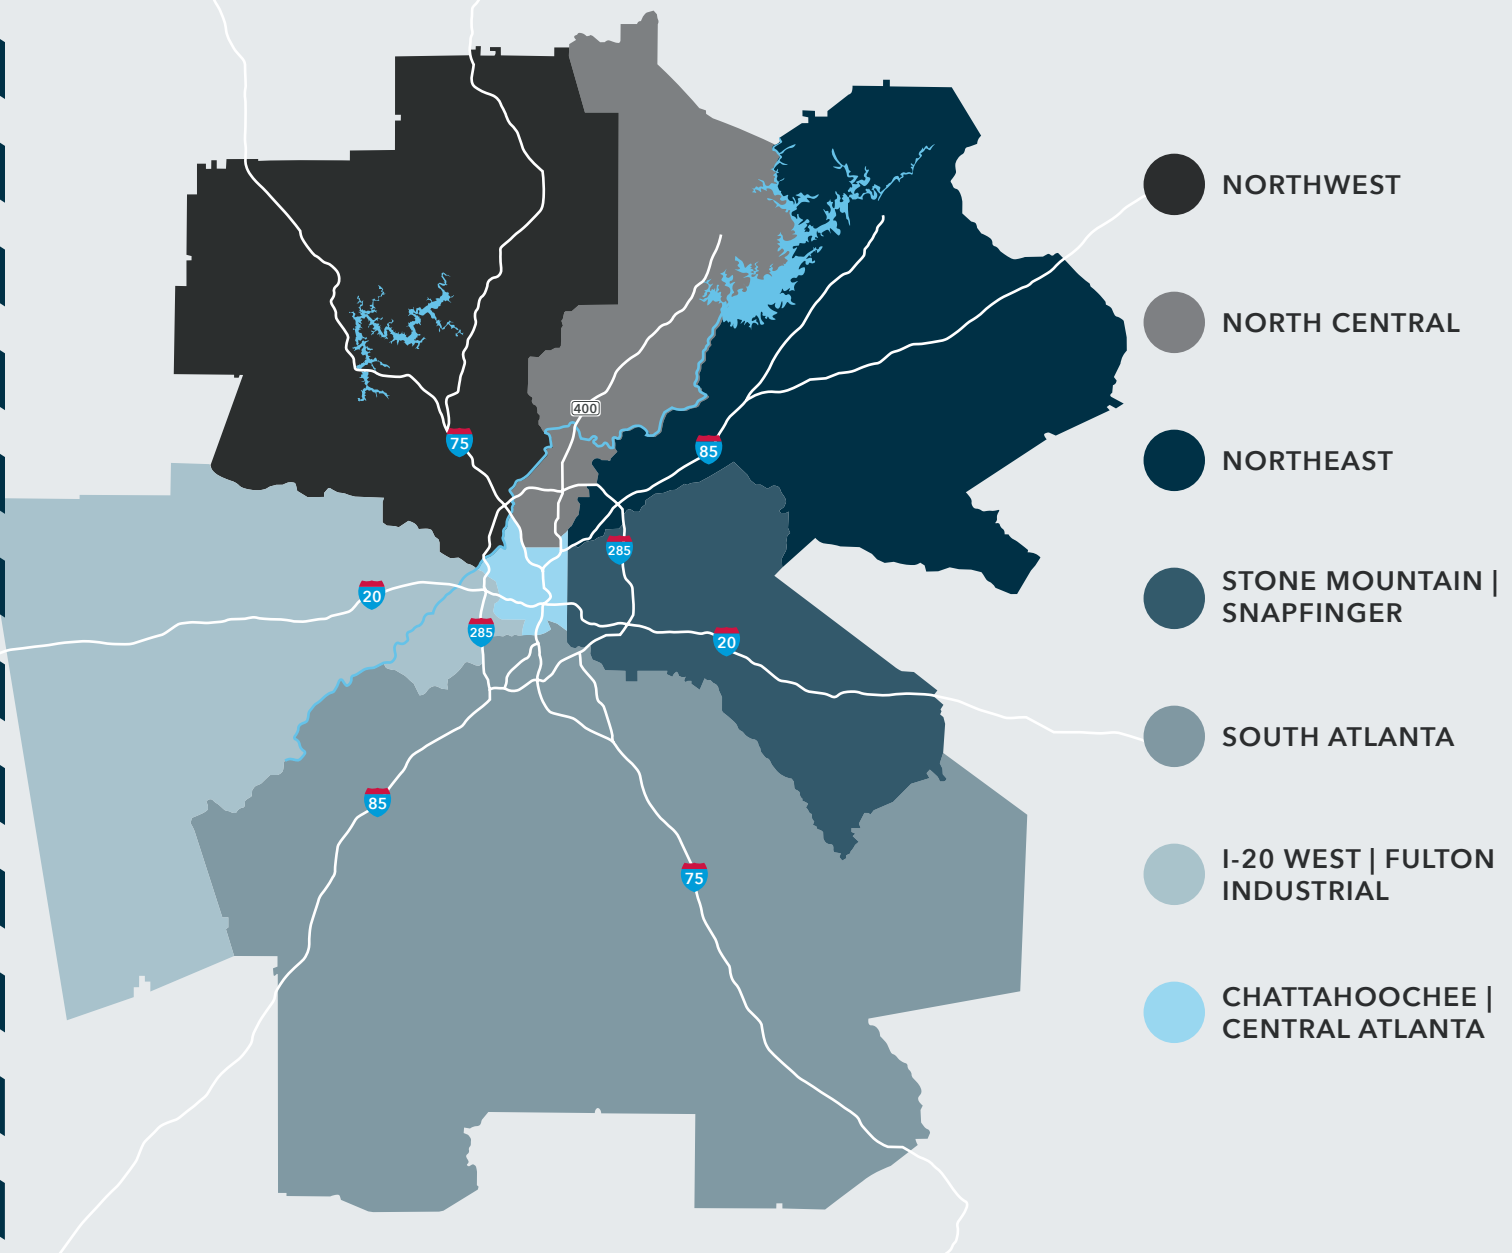 NORTHWEST
NORTH CENTRAL
400
75
85
NORTHEAST
285
STONE MOUNTAIN |
SNAPFINGER
20
285
20
SOUTH ATLANTA
85
I-20 WEST | FULTON
INDUSTRIAL
75
CHATTAHOOCHEE |
CENTRAL ATLANTA